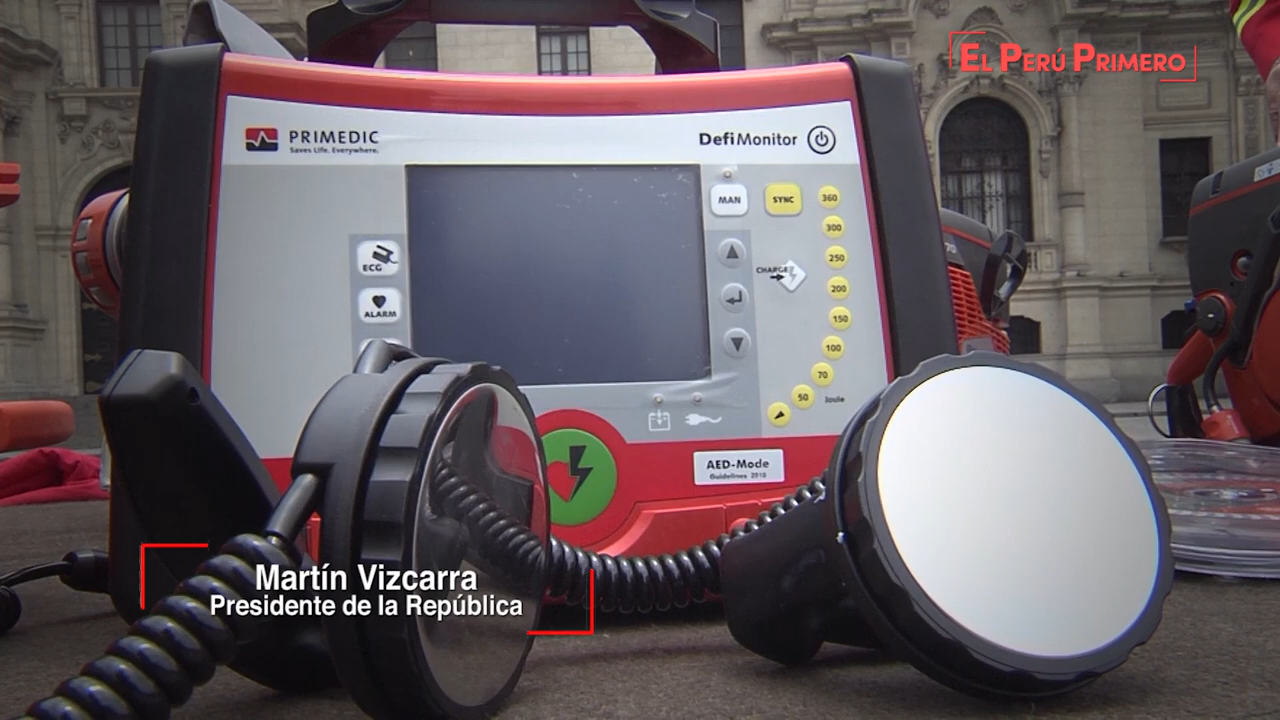 EL PERÚ PRIMERO
PRIMEDIC
Saves Life. Everywhere.
DefiMonitor
MAN
SYNC
360
300
250
200
150
100
70
50
Joule
CHARGE
ECG
ALARM
AED-Mode
Guidelines 2010
Martín Vizcarra
Presidente de la República